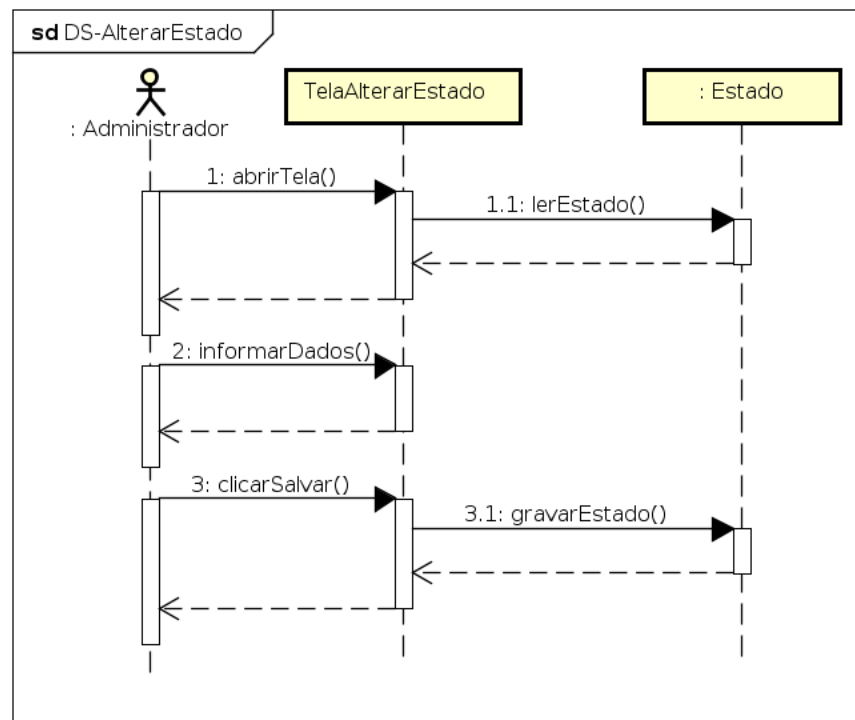 sd DS-AlterarEstado
: Administrador
TelaAlterarEstado
: Estado
1: abrirTela()
1.1: lerEstado()
2: informarDados()
3: clicarSalvar()
3.1: gravarEstado()